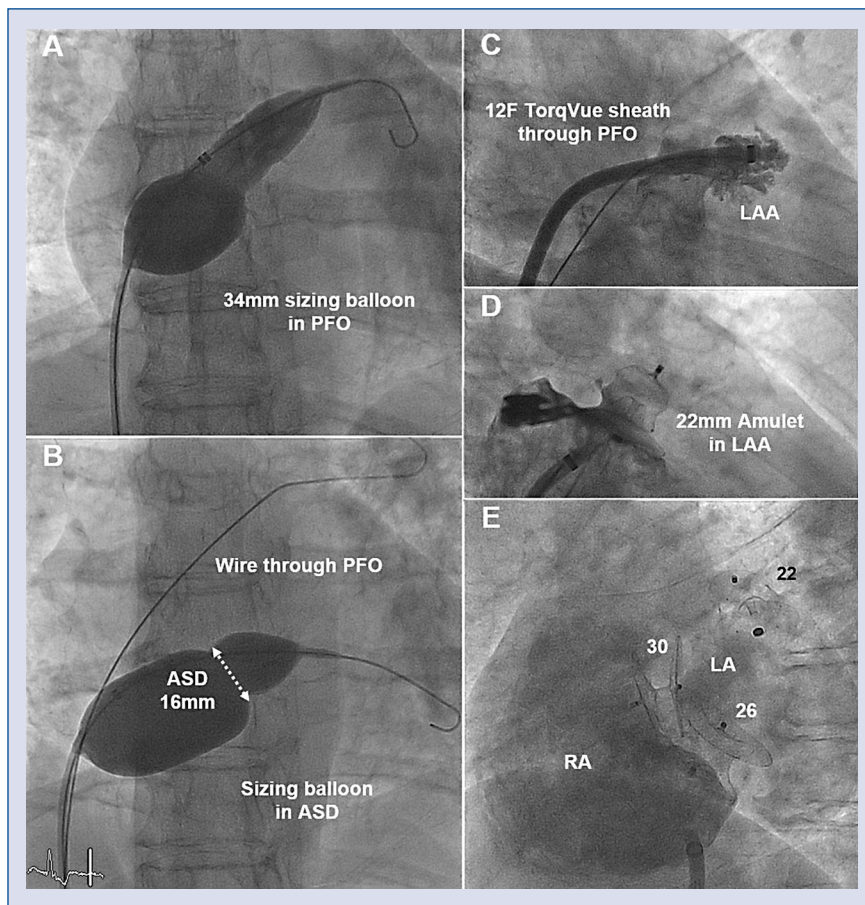 A
34mm sizing balloon
in PFO
B
Wire through PFO
ASD
16mm
Sizing balloon
in ASD
C
12F TorqVue sheath
through PFO
LAA
D
22mm Amulet
in LAA
E
22
30
LA
26
RA